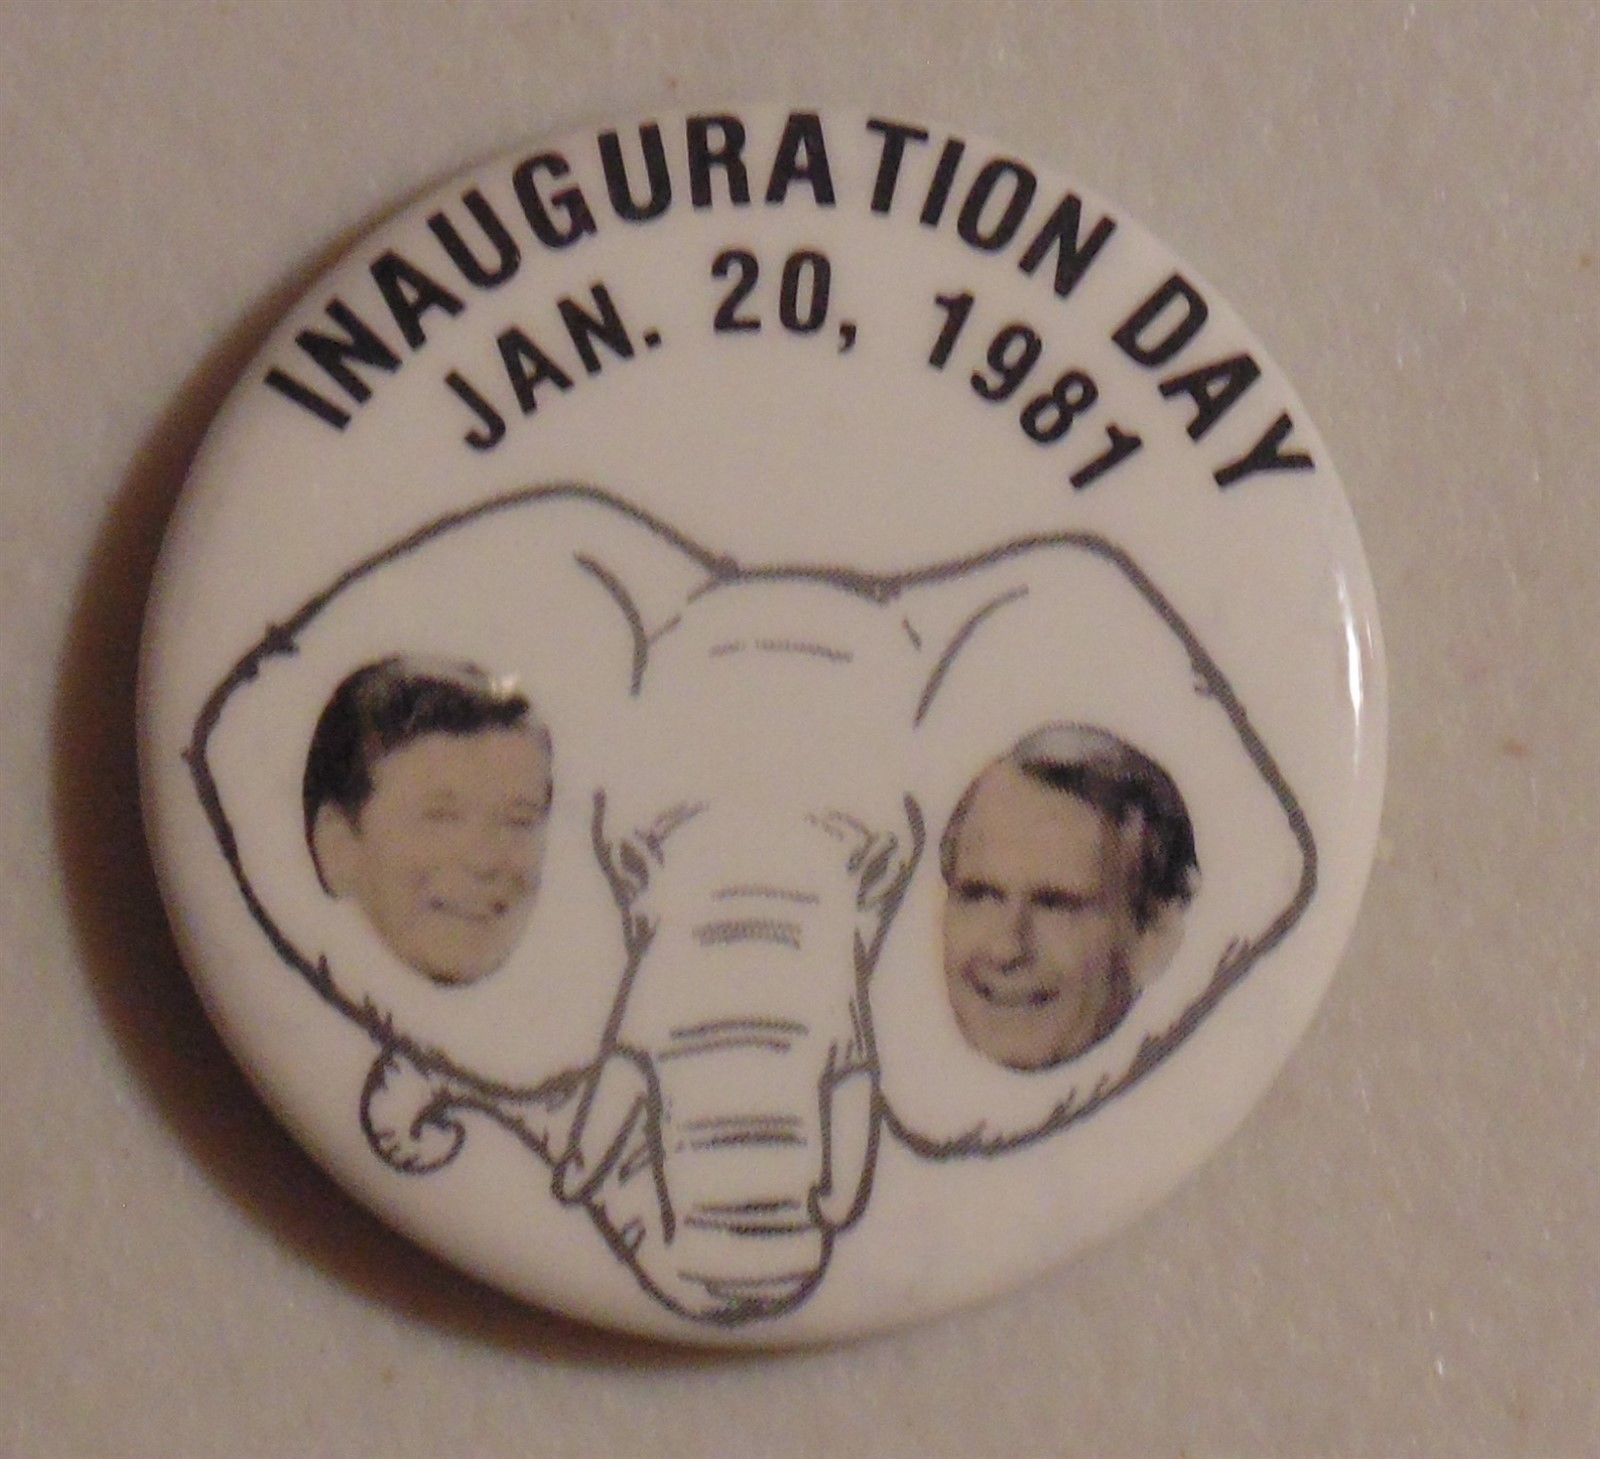 INAUGURATION DAY
JAN. 20, 1981